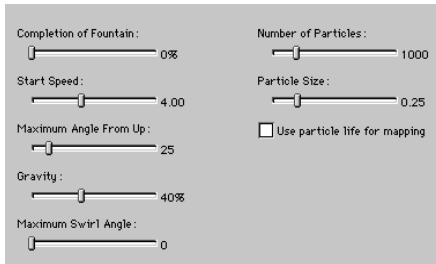 Completion of Fountain:
0%
Start Speed:
4.00
Maximum Angle From Up:
25
Gravity:
40%
Maximum Swirl Angle:
0
Number of Particles:
1000
Particle Size:
0.25
Use particle life for mapping